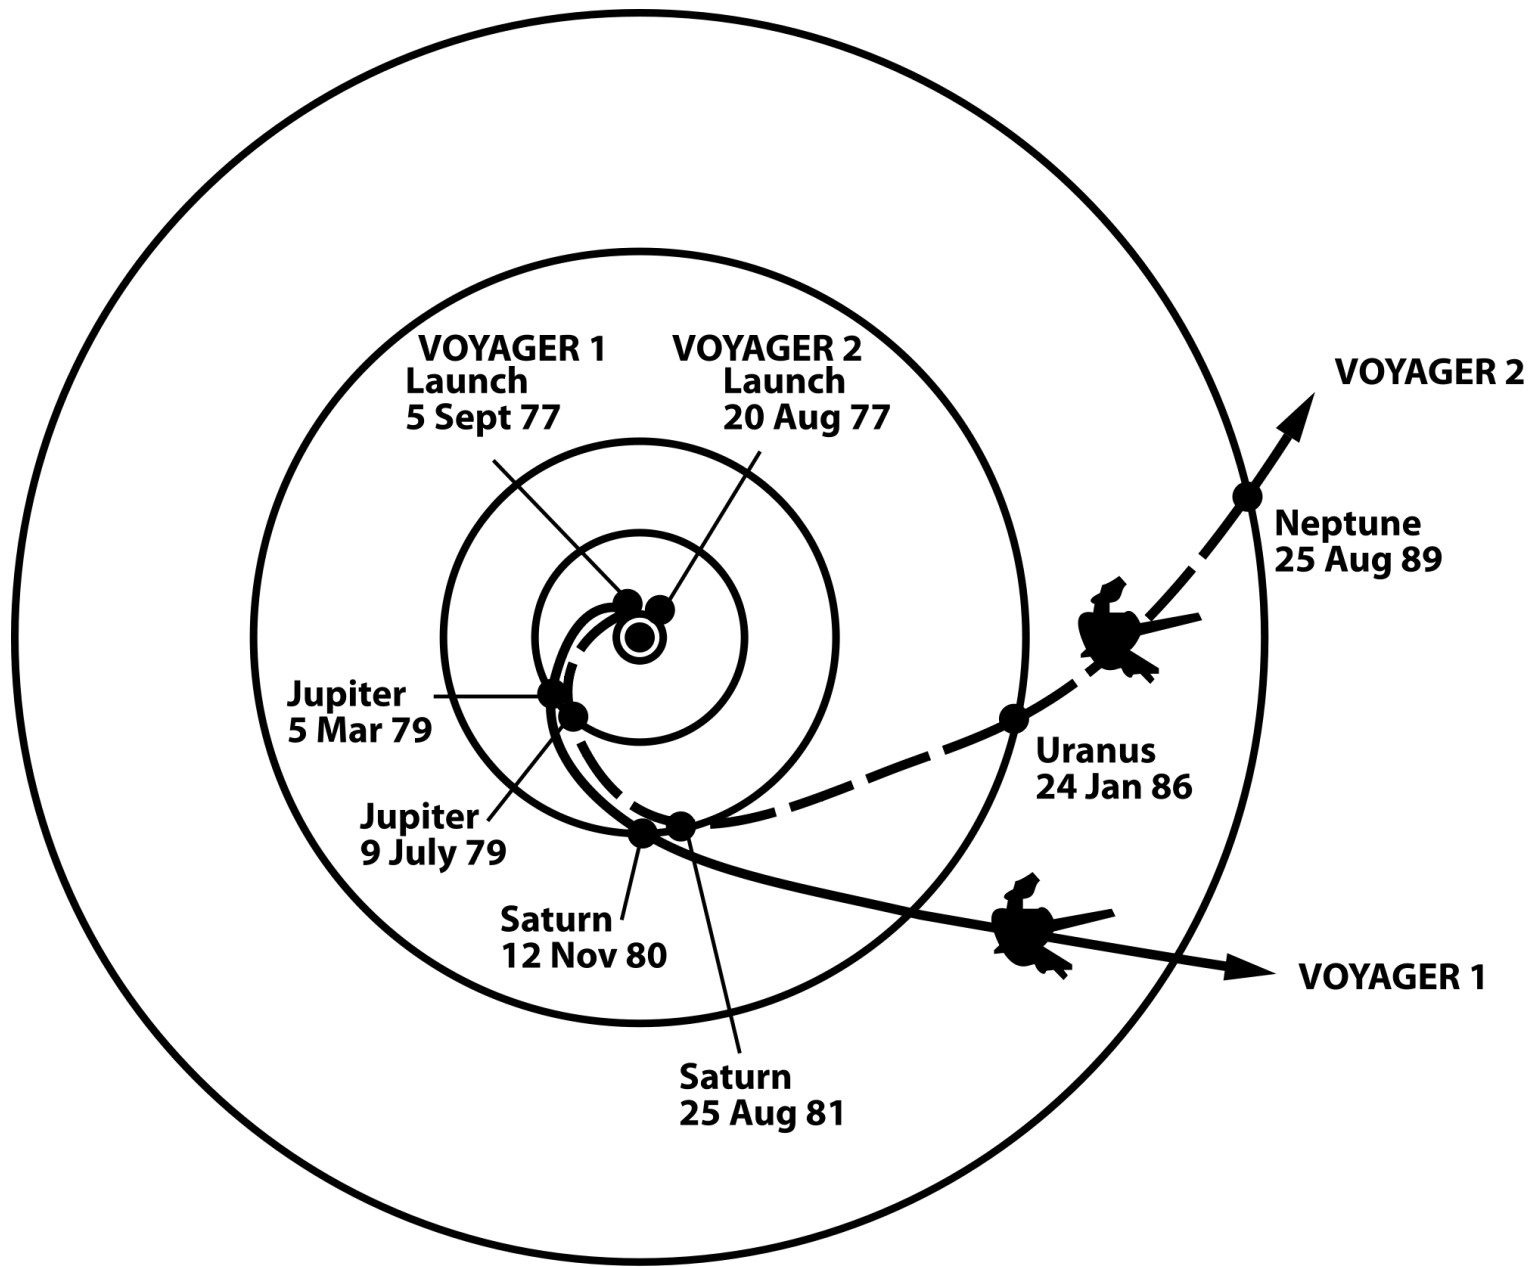 VOYAGER 1
Launch
5 Sept 77
VOYAGER 2
Launch
20 Aug 77
VOYAGER 2
Neptune
25 Aug 89
Jupiter
5 Mar 79
Uranus
24 Jan 86
Jupiter
9 July 79
Saturn
12 Nov 80
VOYAGER 1
Saturn
25 Aug 81